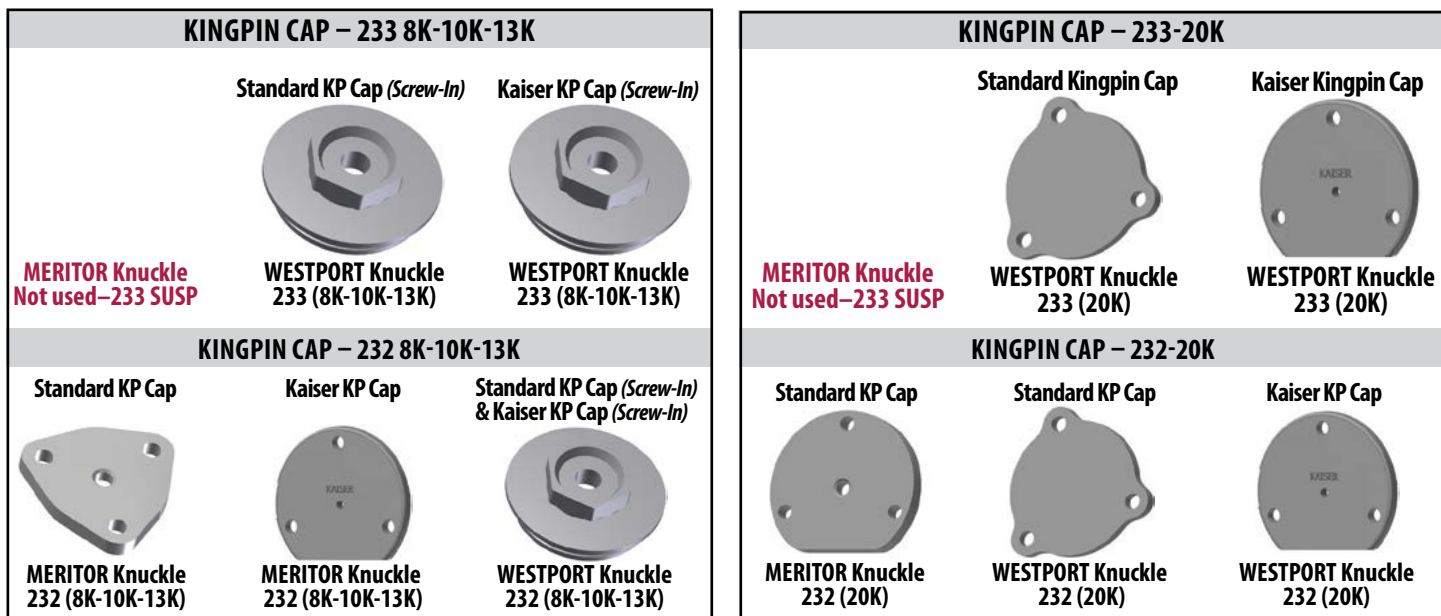 KINGPIN CAP – 233 8K-10K-13K
Standard KP Cap (Screw-In)
Kaiser KP Cap (Screw-In)
MERITOR Knuckle
Not used–233 SUSP
WESTPORT Knuckle
233 (8K-10K-13K)
WESTPORT Knuckle
233 (8K-10K-13K)
KINGPIN CAP – 232 8K-10K-13K
Standard KP Cap
Kaiser KP Cap
Standard KP Cap (Screw-In)
& Kaiser KP Cap (Screw-In)
KAISER
MERITOR Knuckle
232 (8K-10K-13K)
MERITOR Knuckle
232 (8K-10K-13K)
WESTPORT Knuckle
232 (8K-10K-13K)
KINGPIN CAP – 233-20K
Standard Kingpin Cap
Kaiser Kingpin Cap
KAISER
MERITOR Knuckle
Not used–233 SUSP
WESTPORT Knuckle
233 (20K)
WESTPORT Knuckle
233 (20K)
KINGPIN CAP – 232-20K
Standard KP Cap
Standard KP Cap
Kaiser KP Cap
KAISER
MERITOR Knuckle
232 (20K)
WESTPORT Knuckle
232 (20K)
WESTPORT Knuckle
232 (20K)